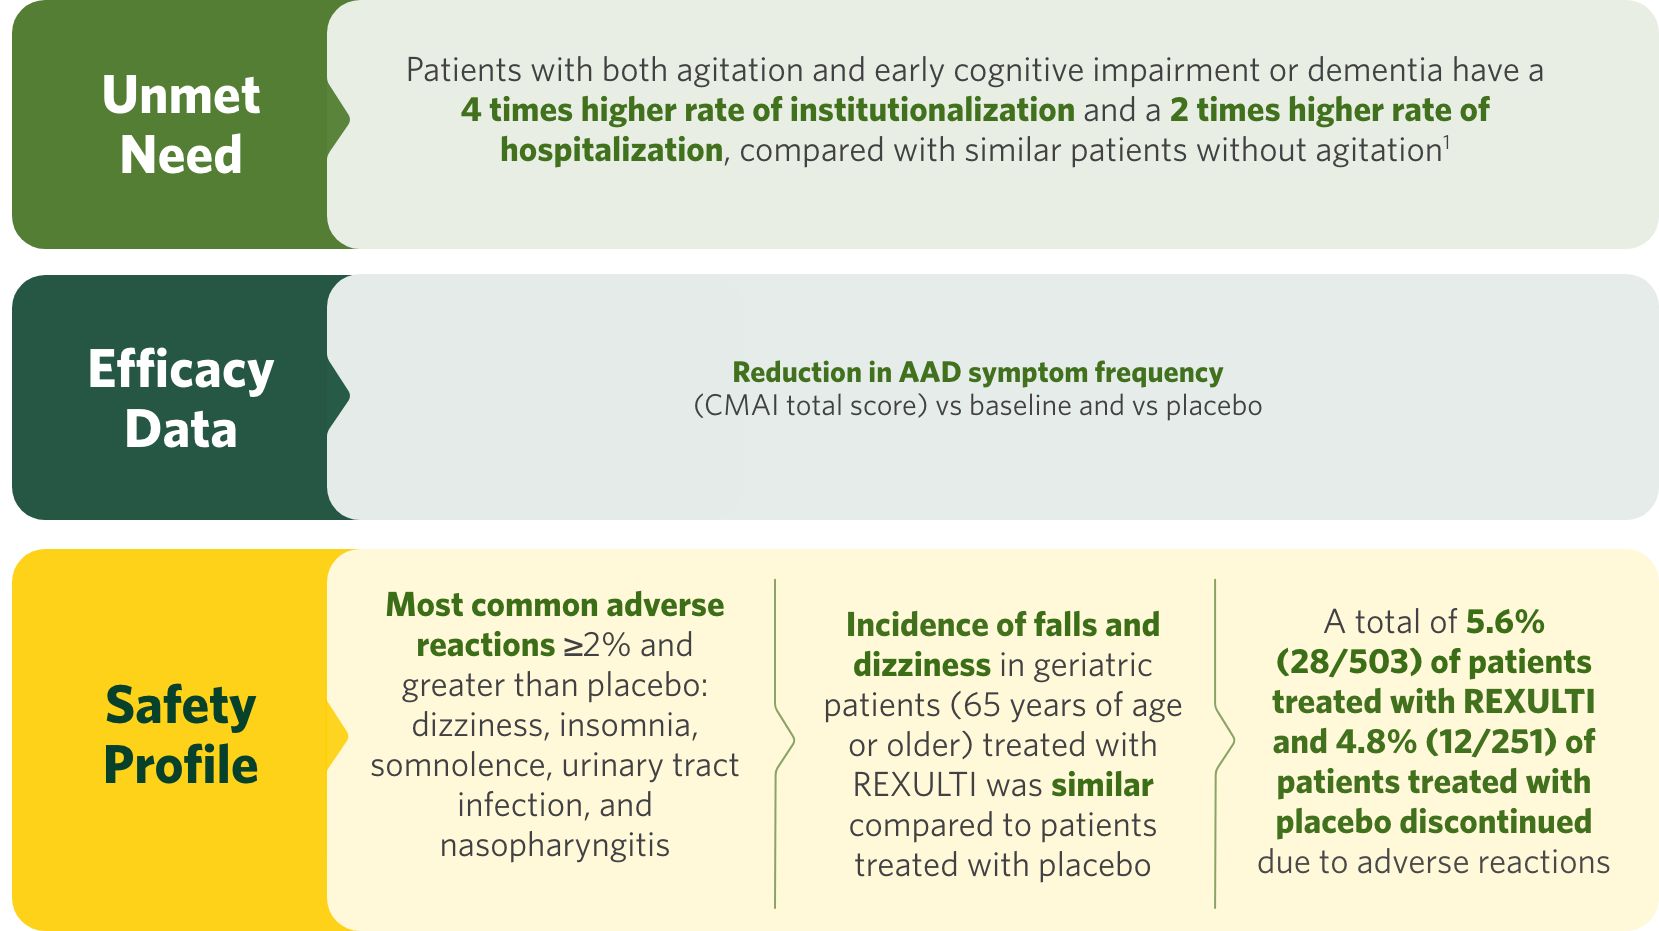 Unmet
Need
Patients with both agitation and early cognitive impairment or dementia have a
4 times higher rate of institutionalization and a 2 times higher rate of
hospitalization, compared with similar patients without agitation¹
Efficacy
Data
Reduction in AAD symptom frequency
(CMAI total score) vs baseline and vs placebo
Safety
Profile
Most common adverse
reactions ≥2% and
greater than placebo:
dizziness, insomnia,
somnolence, urinary tract
infection, and
nasopharyngitis
Incidence of falls and
dizziness in geriatric
patients (65 years of age
or older) treated with
REXULTI was similar
compared to patients
treated with placebo
A total of 5.6%
(28/503) of patients
treated with REXULTI
and 4.8% (12/251) of
patients treated with
placebo discontinued
due to adverse reactions